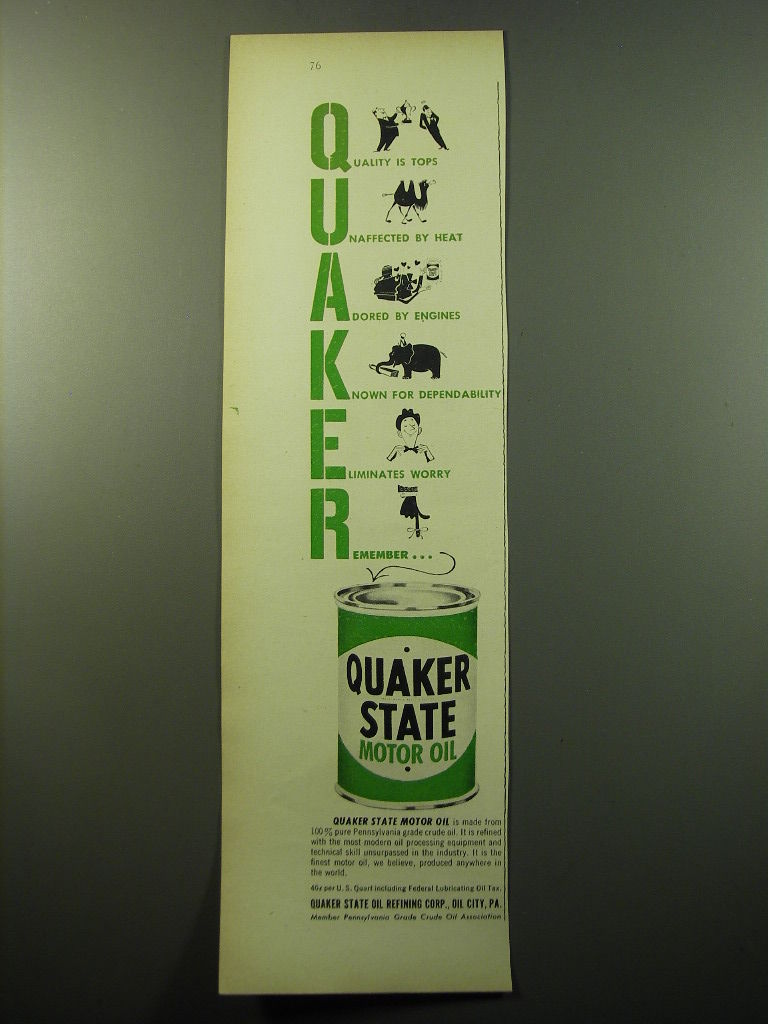 76
QUALITY IS TOPS
UNAFFECTED BY HEAT
ADORED BY ENGINES
KNOWN FOR DEPENDABILITY
ELIMINATES WORRY
REMEMBER...
QUAKER
STATE
MOTOR OIL
QUAKER STATE MOTOR OIL is made from
100% pure Pennsylvania grade crude oil. It is refined
with the most modern oil processing equipment and
technical skill unsurpassed in the industry. It is the
finest motor oil, we believe, produced anywhere in
the world.
40¢ per U. S. Quart including Federal Lubricating Oil Tax.
QUAKER STATE OIL REFINING CORP., OIL CITY, PA.
Member Pennsylvania Grade Crude Oil Association